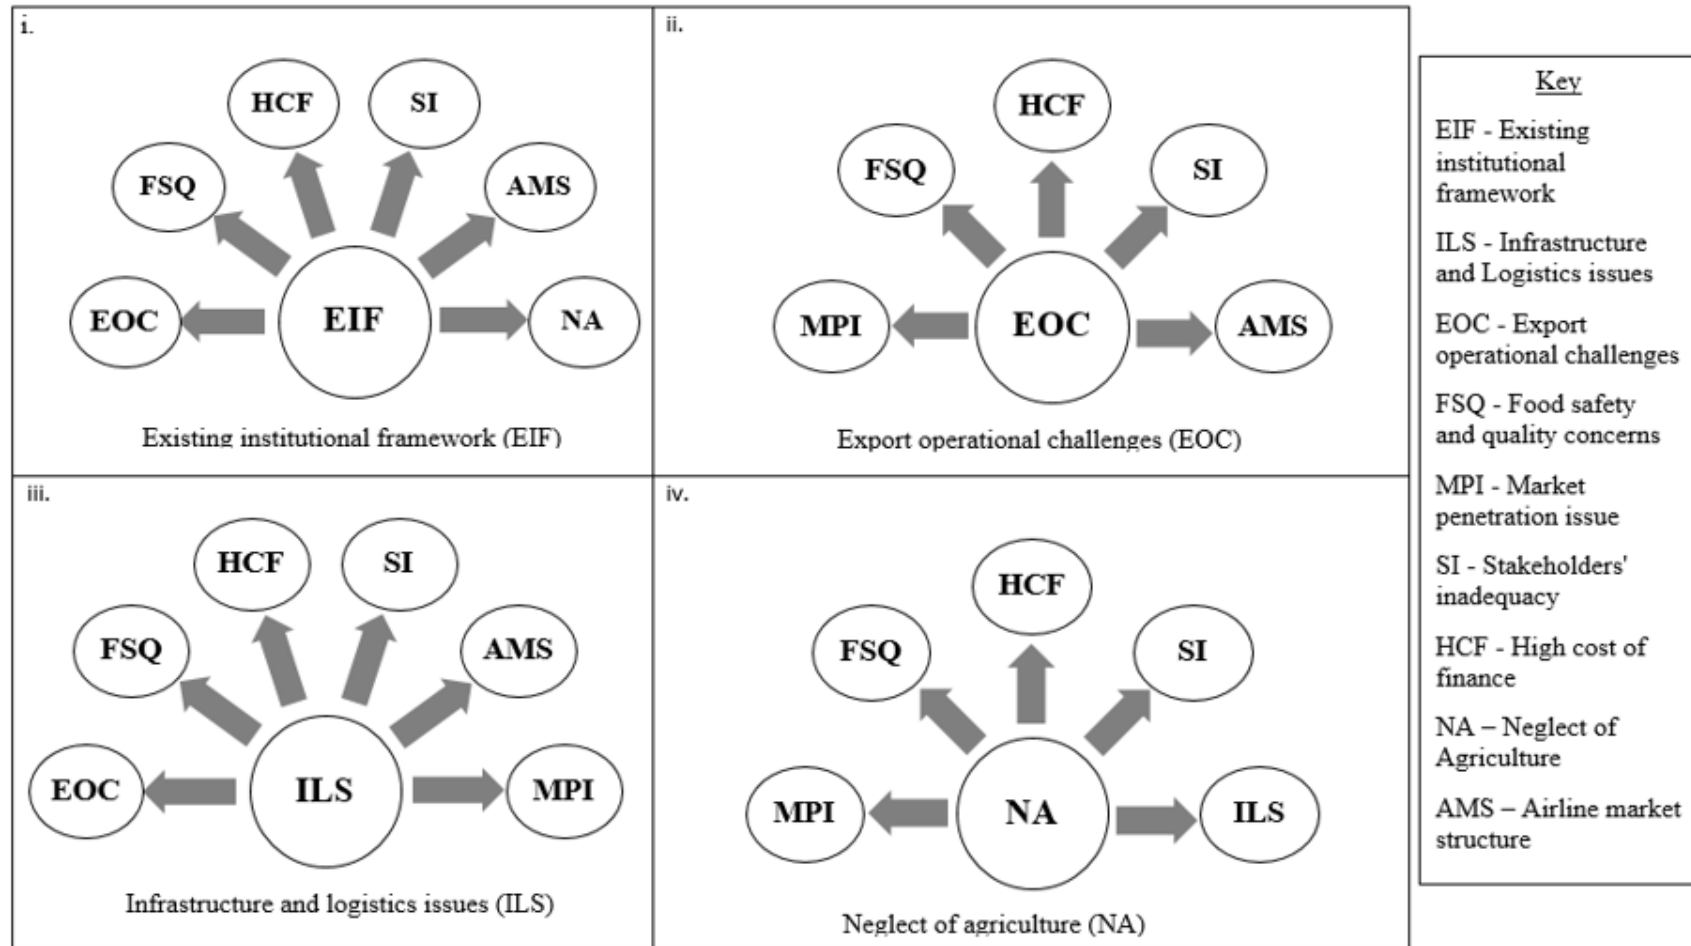 i.
HCF
SI
FSQ
AMS
EOC
EIF
NA
Existing institutional framework (EIF)
ii.
HCF
FSQ
SI
MPI
EOC
AMS
Export operational challenges (EOC)
iii.
HCF
SI
FSQ
AMS
EOC
ILS
MPI
Infrastructure and logistics issues (ILS)
iv.
HCF
FSQ
SI
MPI
NA
ILS
Neglect of agriculture (NA)
Key
EIF - Existing
institutional
framework
ILS - Infrastructure
and Logistics issues
EOC - Export
operational challenges
FSQ - Food safety
and quality concerns
MPI - Market
penetration issue
SI - Stakeholders'
inadequacy
HCF - High cost of
finance
NA – Neglect of
Agriculture
AMS – Airline market
structure